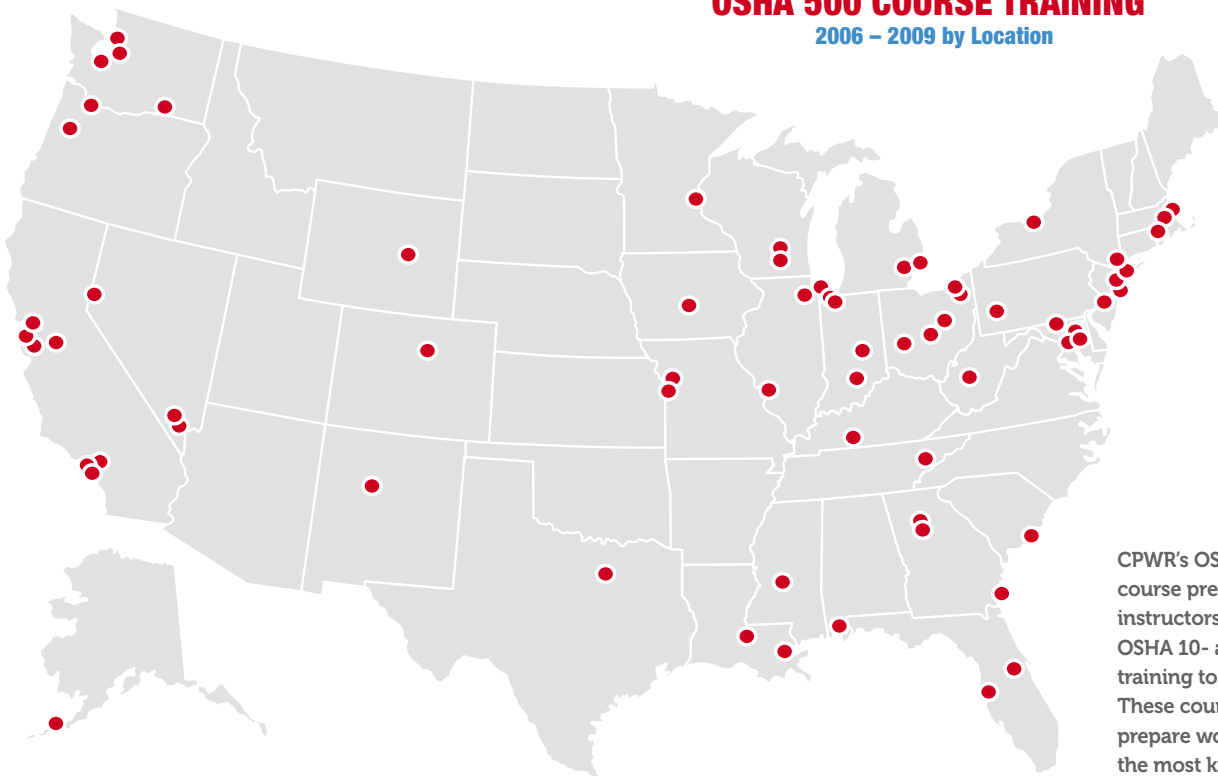 OSHA 500 COURSE TRAINING
2006 – 2009 by Location
CPWR's OS
course pre
instructors
OSHA 10- a
training to
These cour
prepare wo
the most k